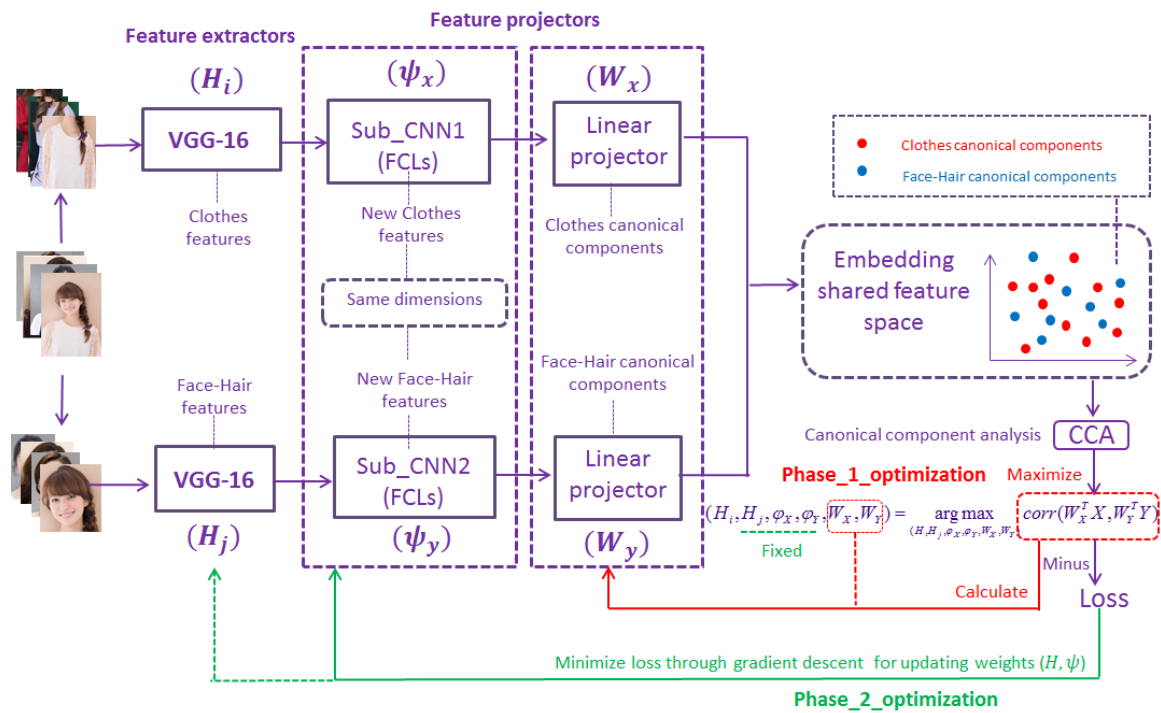 Feature projectors
Feature extractors
(H_i)
(ψ_x)
(W_x)
VGG-16
Sub_CNN1
(FCLs)
Linear
projector
Clothes canonical components
Face-Hair canonical components
Clothes
features
New Clothes
features
Clothes canonical
components
Same dimensions
Embedding
shared feature
space
Face-Hair
features
New Face-Hair
features
Face-Hair canonical
components
Canonical component analysis
CCA
VGG-16
Sub_CNN2
(FCLs)
Linear
projector
Phase_1_optimization
Maximize
(H_i, H_j, φ_X, φ_Y, W_X, W_Y) = arg max corr(W_X^T X, W_Y^T Y)
(H_i, H_j, φ_X, φ_Y, W_X, W_Y)
(H_j)
(ψ_y)
(W_y)
Fixed
Minus
Calculate
Loss
Minimize loss through gradient descent for updating weights (H, ψ)
Phase_2_optimization